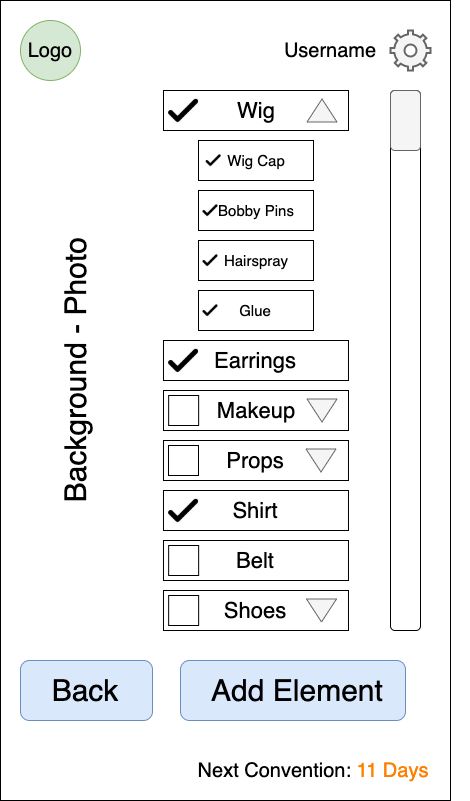 Logo
Username
Wig
Wig Cap
Bobby Pins
Hairspray
Glue
Background - Photo
Earrings
Makeup
Props
Shirt
Belt
Shoes
Back
Add Element
Next Convention: 11 Days